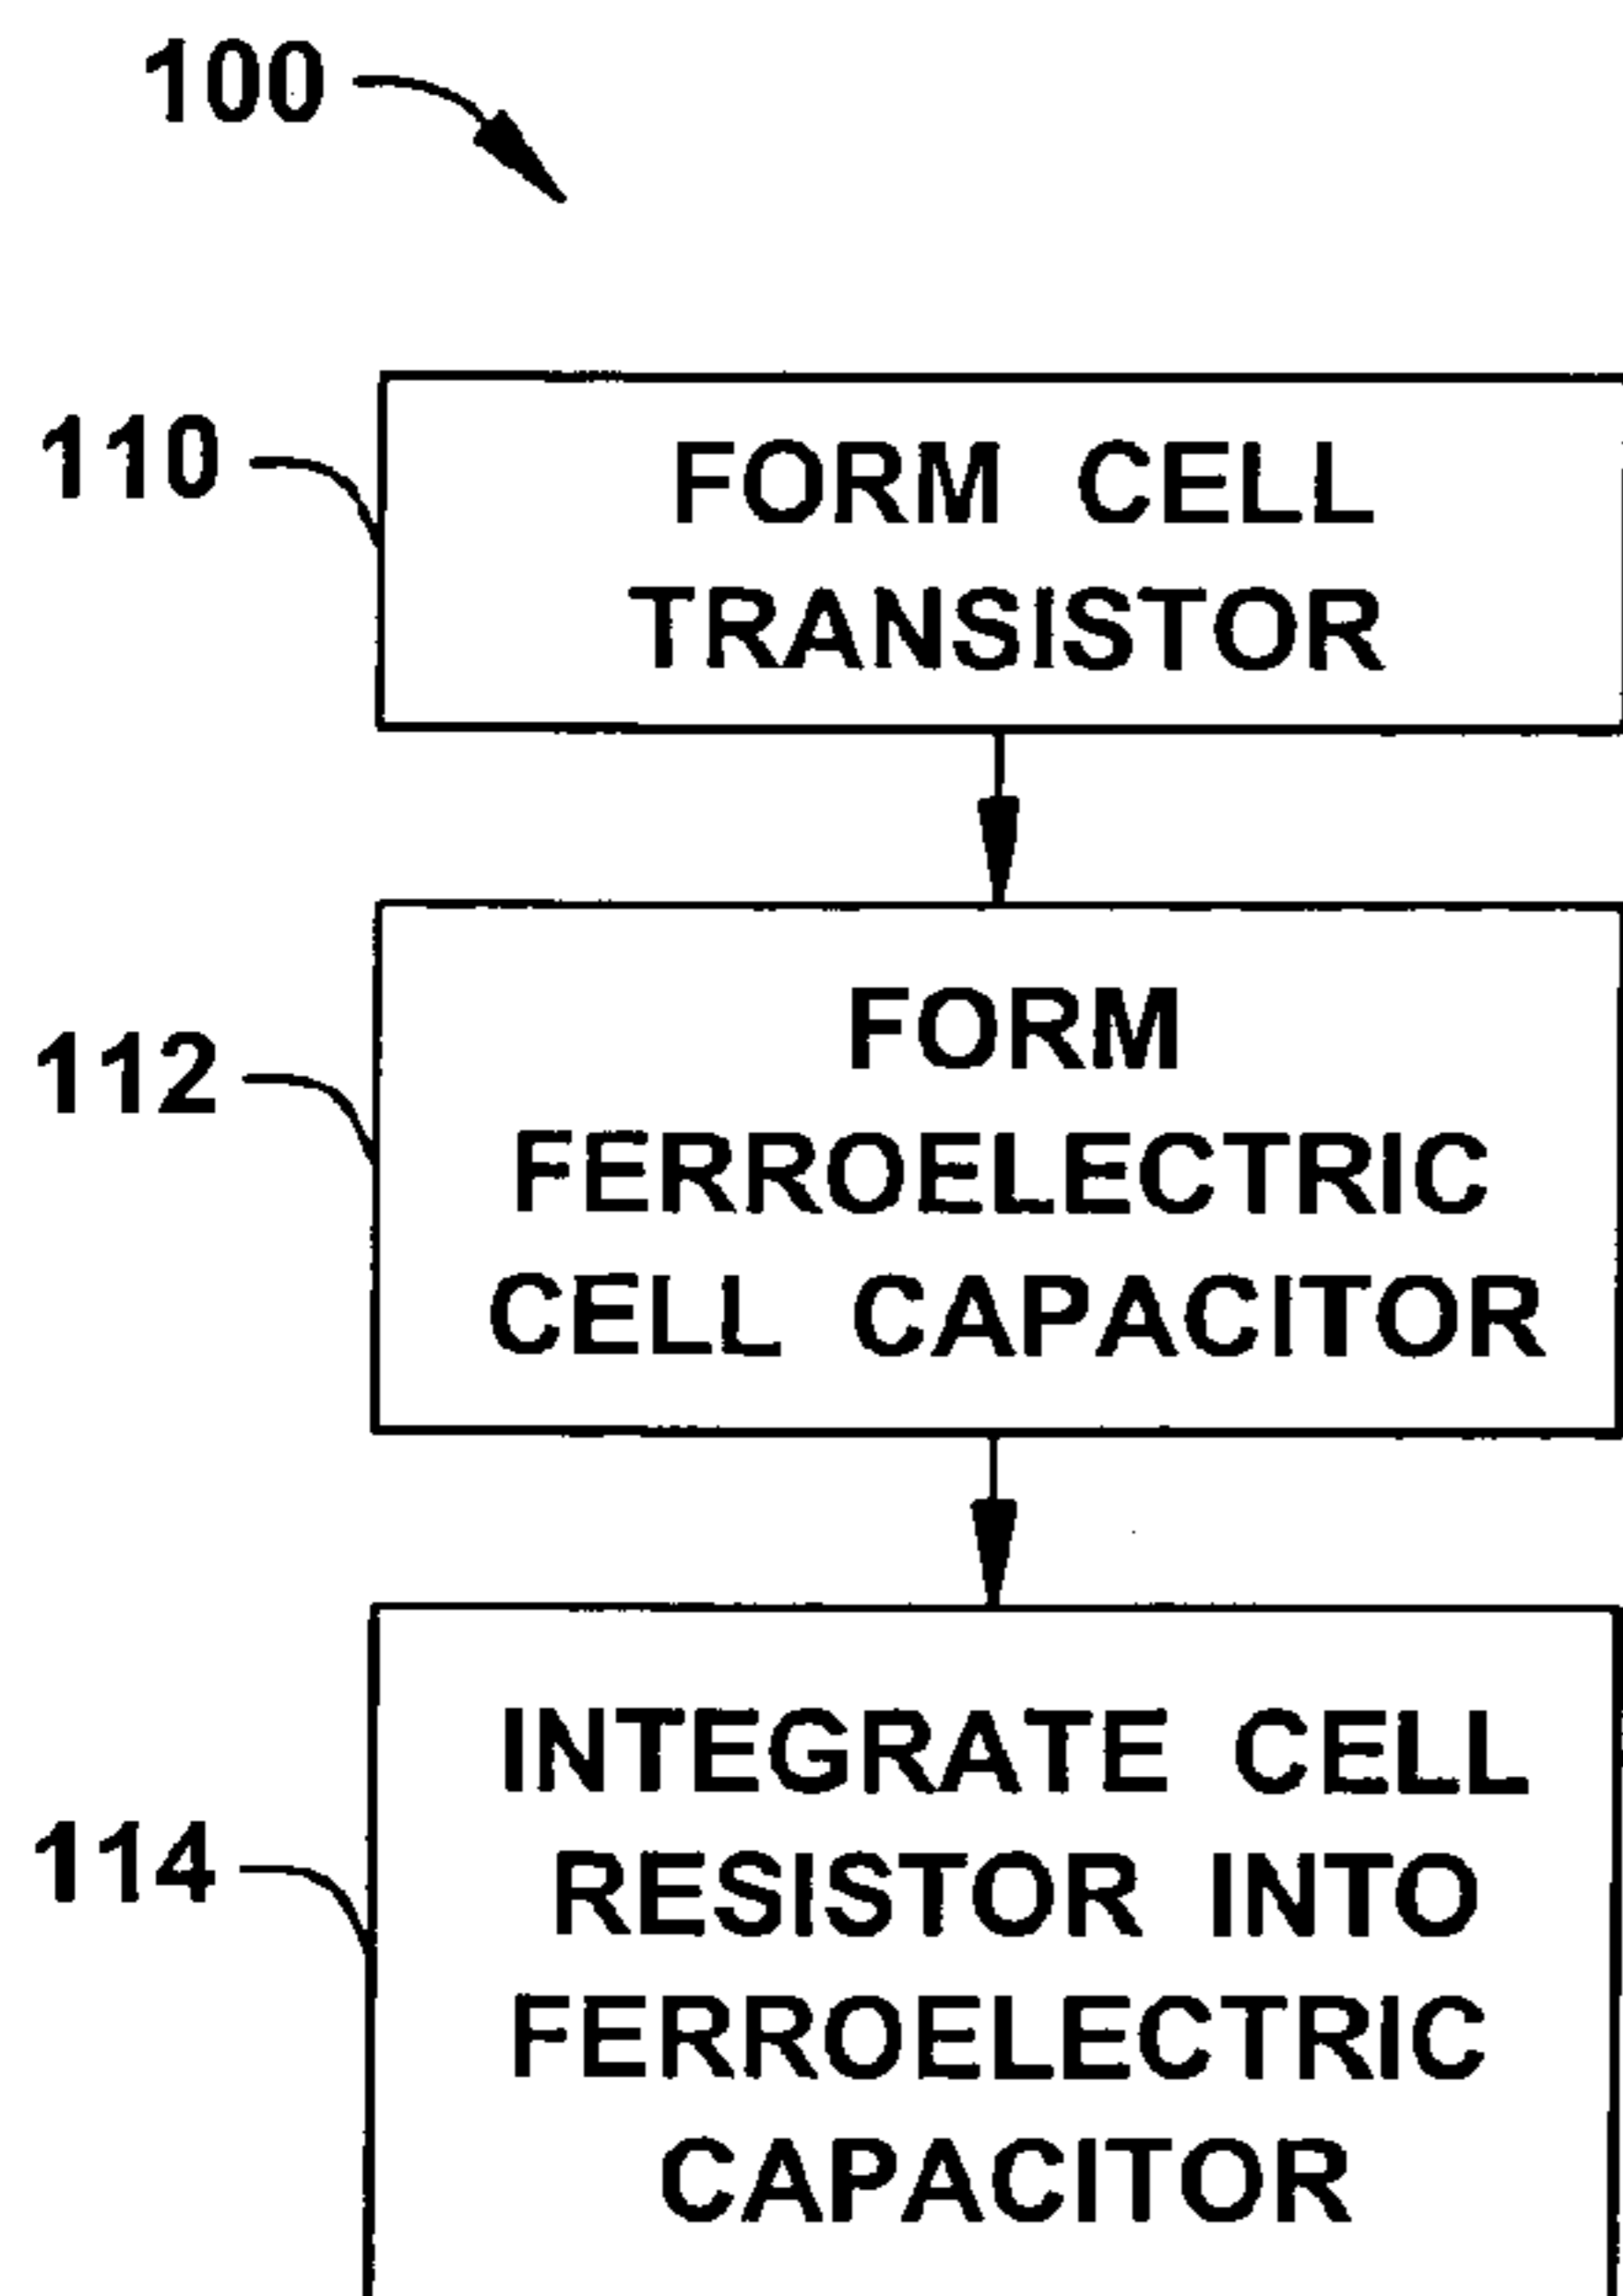 100
110
FORM CELL
TRANSISTOR
112
FORM
FERROELECTRIC
CELL CAPACITOR
114
INTEGRATE CELL
RESISTOR INTO
FERROELECTRIC
CAPACITOR